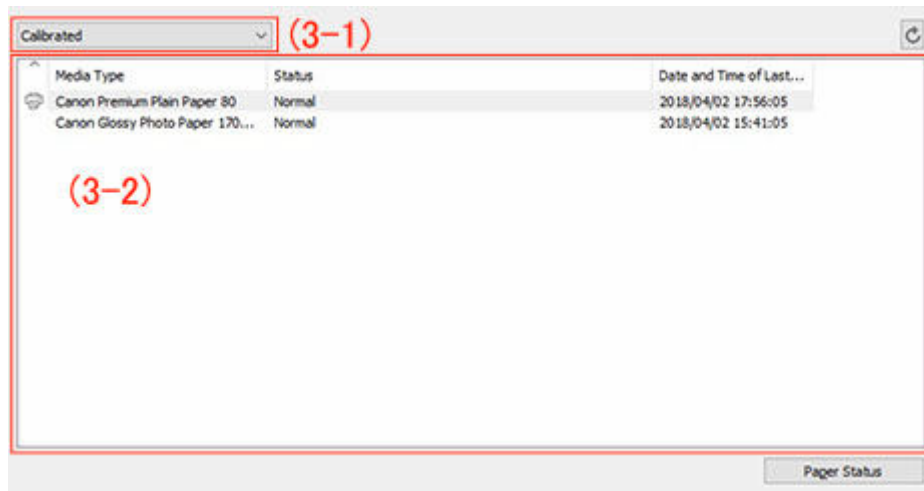 Calibrated (3-1)
Media Type Status Date and Time of Last...
Canon Premium Plain Paper 80 Normal 2018/04/02 17:56:05
Canon Glossy Photo Paper 170... Normal 2018/04/02 15:41:05
(3-2)
Paper Status